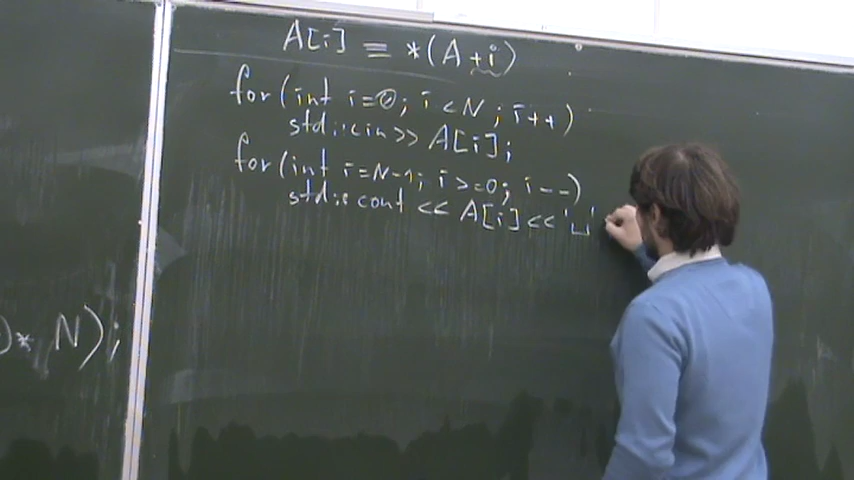 A[i] ≡ *(A+i)
for(int i=0; i<N; i++)
std::cin>> A[i];
for(int i=N-1; i>=0; i--)
std::cout << A[i]<<'␣'
* N);